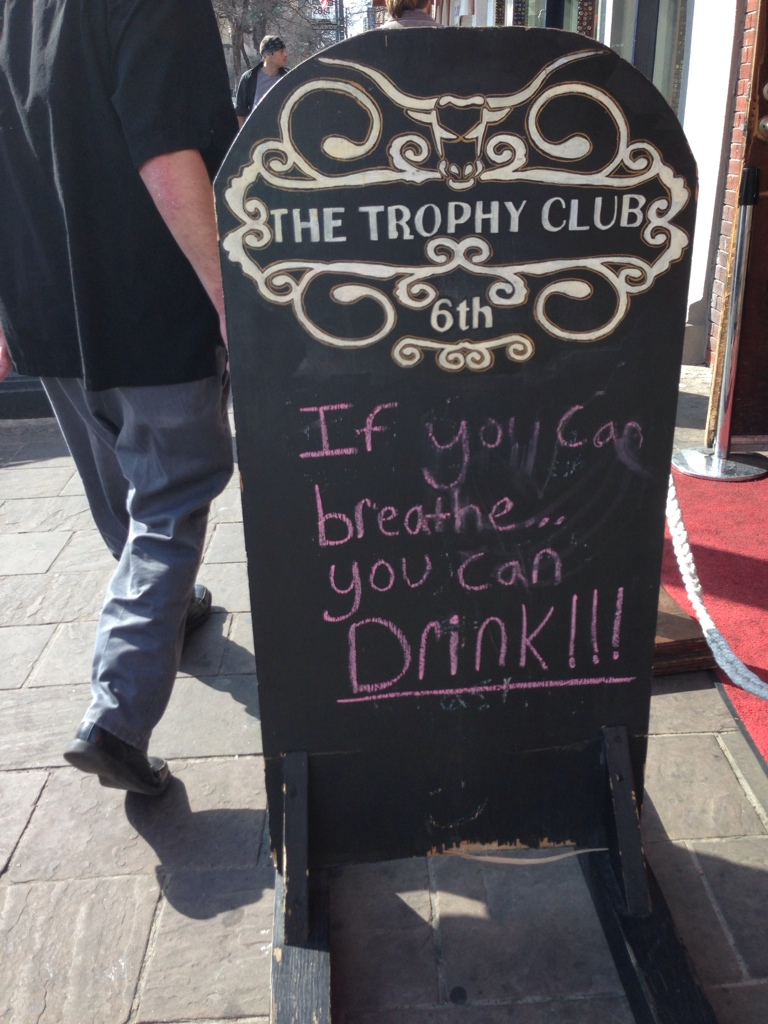 THE TROPHY CLUB
6th
If you can
breathe...
you can
Drink!!!